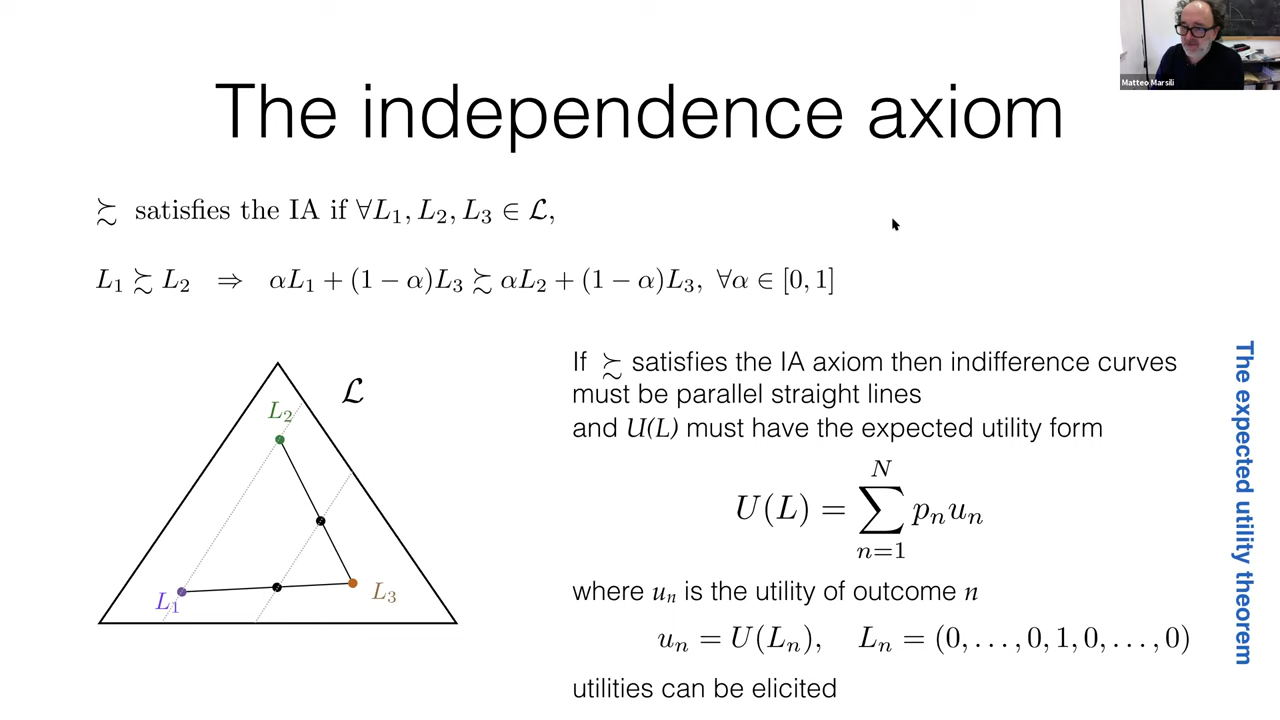 Matteo Marsili
The independence axiom
≿ satisfies the IA if ∀L₁, L₂, L₃ ∈ ℒ,
L₁ ≿ L₂ ⇒ αL₁ + (1 − α)L₃ ≿ αL₂ + (1 − α)L₃, ∀α ∈ [0, 1]
ℒ
L₂
L₁
L₃
If ≿ satisfies the IA axiom then indifference curves
must be parallel straight lines
and U(L) must have the expected utility form
U(L) = ∑ₙ₌₁ᴺ pₙuₙ
where uₙ is the utility of outcome n
uₙ = U(Lₙ), Lₙ = (0, . . . , 0, 1, 0, . . . , 0)
utilities can be elicited
The expected utility theorem